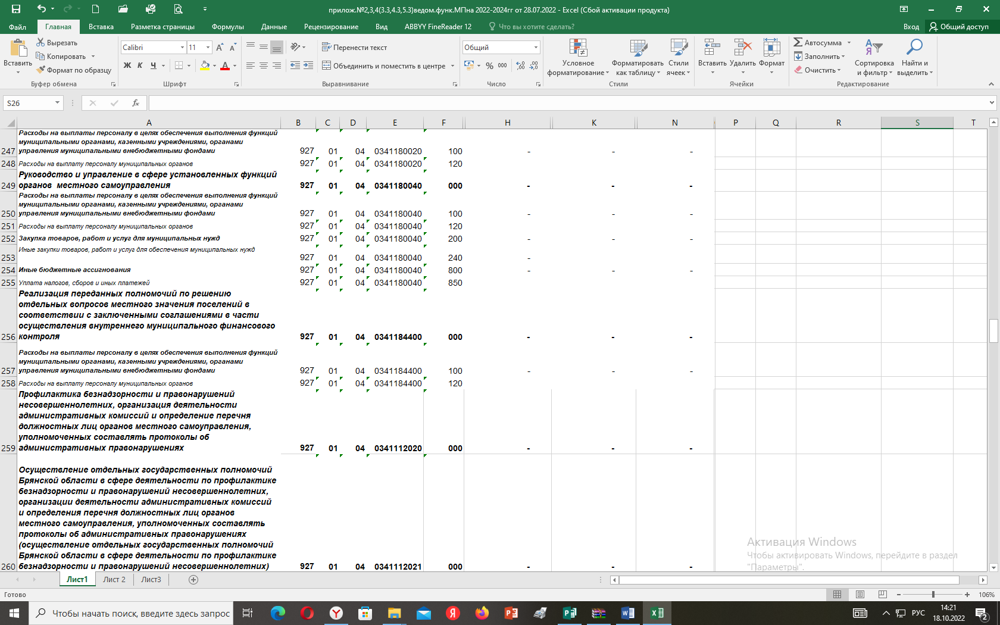 прилож.№2,3,4(3.3,4.3,5.3)ведом.функ.МПна 2022-2024гг от 28.07.2022 - Excel (Сбой активации продукта)
Файл Главная Вставка Разметка страницы Формулы Данные Рецензирование Вид ABBYY FineReader 12 Что вы хотите сделать? Вход Общий доступ
Вставить
Вырезать
Копировать
Формат по образцу
Буфер обмена
Calibri 11
Ж К Ч А
Шрифт
Перенести текст
Объединить и поместить в центре
Выравнивание
Общий
% 000
Число
Условное форматирование
Форматировать как таблицу
Стили ячеек
Стили
Вставить Удалить Формат
Ячейки
Автосумма
Заполнить
Очистить
Сортировка и фильтр
Найти и выделить
Редактирование
S26 fx
A B C D E F H K N P Q R S T
Расходы на выплаты персоналу в целях обеспечения выполнения функций
муниципальными органами, казенными учреждениями, органами
247 управления муниципальными внебюджетными фондами 927 01 04 0341180020 100 - - -
248 Расходы на выплату персоналу муниципальных органов 927 01 04 0341180020 120
Руководство и управление в сфере установленных функций
249 органов местного самоуправления 927 01 04 0341180040 000 - - -
Расходы на выплаты персоналу в целях обеспечения выполнения функций
муниципальными органами, казенными учреждениями, органами
250 управления муниципальными внебюджетными фондами 927 01 04 0341180040 100 - - -
251 Расходы на выплату персоналу муниципальных органов 927 01 04 0341180040 120
252 Закупка товаров, работ и услуг для муниципальных нужд 927 01 04 0341180040 200 - - -
Иные закупки товаров, работ и услуг для обеспечения муниципальных нужд
253 927 01 04 0341180040 240 -
254 Иные бюджетные ассигнования 927 01 04 0341180040 800 - - -
255 Уплата налогов, сборов и иных платежей 927 01 04 0341180040 850
Реализация переданных полномочий по решению
отдельных вопросов местного значения поселений в
соответствии с заключенными соглашениями в части
осуществления внутреннего муниципального финансового
256 контроля 927 01 04 0341184400 000 - - -
Расходы на выплаты персоналу в целях обеспечения выполнения функций
муниципальными органами, казенными учреждениями, органами
257 управления муниципальными внебюджетными фондами 927 01 04 0341184400 100 - - -
258 Расходы на выплату персоналу муниципальных органов 927 01 04 0341184400 120
Профилактика безнадзорности и правонарушений
несовершеннолетних, организация деятельности
административных комиссий и определение перечня
должностных лиц органов местного самоуправления,
уполномоченных составлять протоколы об
259 административных правонарушениях 927 01 04 0341112020 000 - - -
Осуществление отдельных государственных полномочий
Брянской области в сфере деятельности по профилактике
безнадзорности и правонарушений несовершеннолетних,
организации деятельности административных комиссий
и определения перечня должностных лиц органов
местного самоуправления, уполномоченных составлять
протоколы об административных правонарушениях
(осуществление отдельных государственных полномочий
Брянской области в сфере деятельности по профилактике
260 безнадзорности и правонарушений несовершеннолетних) 927 01 04 0341112021 000 - - -
Активация Windows
Чтобы активировать Windows, перейдите в раздел
"Параметры".
Лист1 Лист 2 Лист3
Готово 106%
Чтобы начать поиск, введите здесь запрос
РУС
14:21
18.10.2022
2